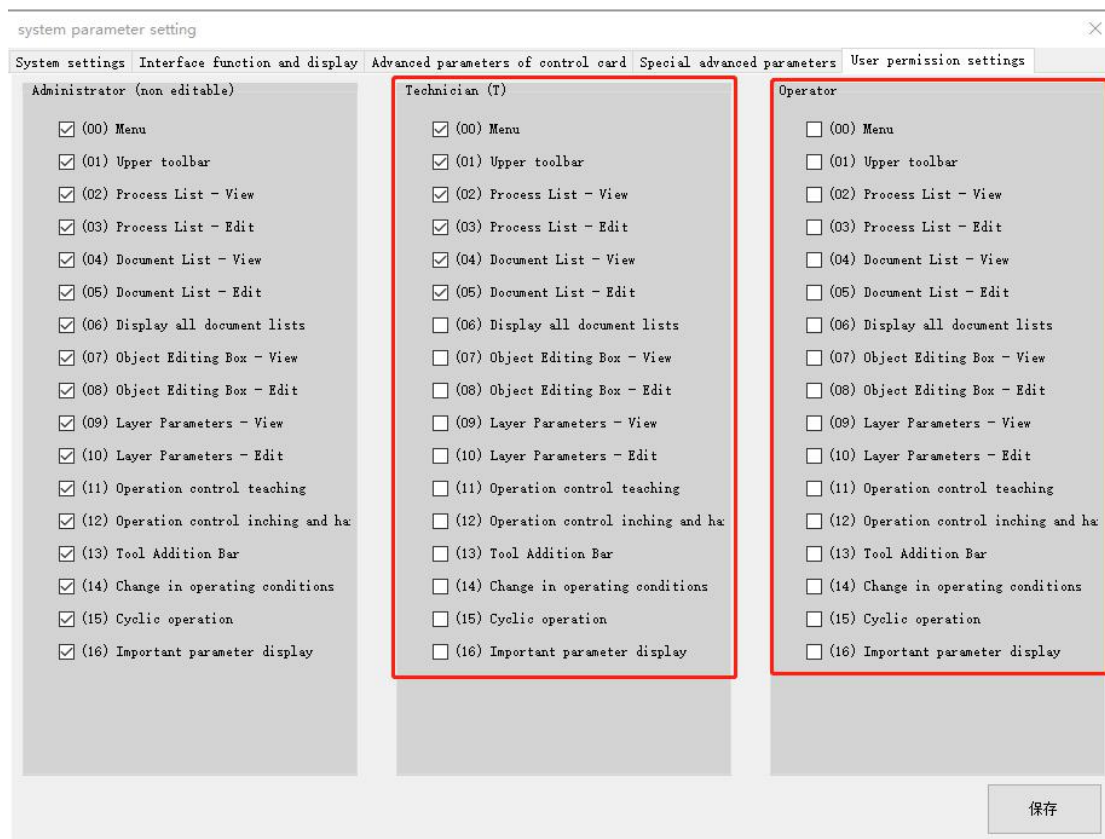 system parameter setting
System settings Interface function and display Advanced parameters of control card Special advanced parameters User permission settings
Administrator (non editable)
(00) Menu
(01) Upper toolbar
(02) Process List - View
(03) Process List - Edit
(04) Document List - View
(05) Document List - Edit
(06) Display all document lists
(07) Object Editing Box - View
(08) Object Editing Box - Edit
(09) Layer Parameters - View
(10) Layer Parameters - Edit
(11) Operation control teaching
(12) Operation control inching and ha
(13) Tool Addition Bar
(14) Change in operating conditions
(15) Cyclic operation
(16) Important parameter display
Technician (T)
(00) Menu
(01) Upper toolbar
(02) Process List - View
(03) Process List - Edit
(04) Document List - View
(05) Document List - Edit
(06) Display all document lists
(07) Object Editing Box - View
(08) Object Editing Box - Edit
(09) Layer Parameters - View
(10) Layer Parameters - Edit
(11) Operation control teaching
(12) Operation control inching and ha
(13) Tool Addition Bar
(14) Change in operating conditions
(15) Cyclic operation
(16) Important parameter display
Operator
(00) Menu
(01) Upper toolbar
(02) Process List - View
(03) Process List - Edit
(04) Document List - View
(05) Document List - Edit
(06) Display all document lists
(07) Object Editing Box - View
(08) Object Editing Box - Edit
(09) Layer Parameters - View
(10) Layer Parameters - Edit
(11) Operation control teaching
(12) Operation control inching and ha
(13) Tool Addition Bar
(14) Change in operating conditions
(15) Cyclic operation
(16) Important parameter display
保存